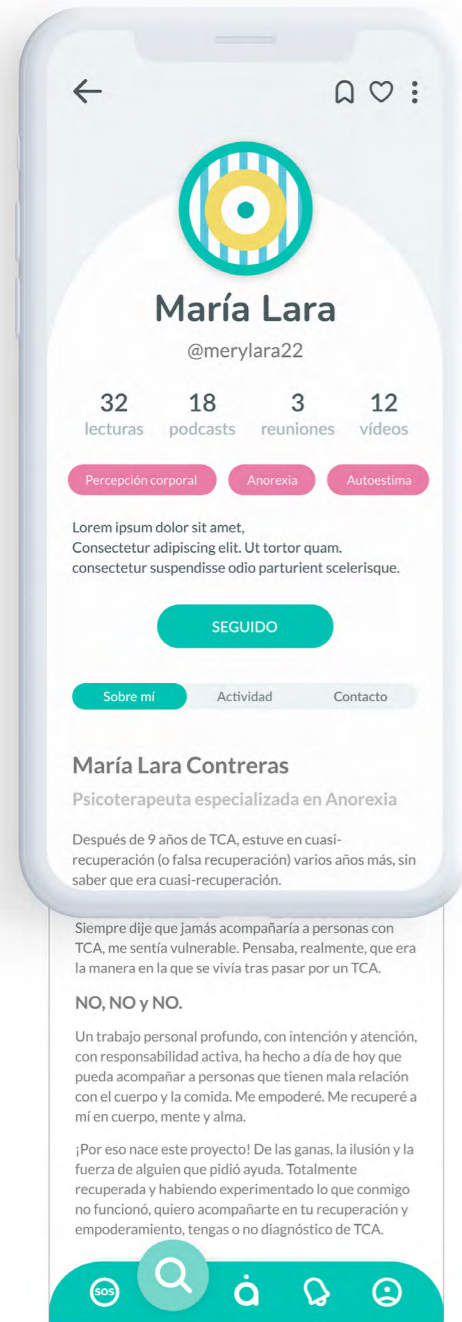 María Lara
@merylara22
32 18 3 12
lecturas podcasts reuniones vídeos
Percepción corporal Anorexia Autoestima
Lorem ipsum dolor sit amet,
Consectetur adipiscing elit. Ut tortor quam.
consectetur suspendisse odio parturient scelerisque.
SEGUIDO
Sobre mí Actividad Contacto
María Lara Contreras
Psicoterapeuta especializada en Anorexia
Después de 9 años de TCA, estuve en cuasi-
recuperación (o falsa recuperación) varios años más, sin
saber que era cuasi-recuperación.
Siempre dije que jamás acompañaría a personas con
TCA, me sentía vulnerable. Pensaba, realmente, que era
la manera en la que se vivía tras pasar por un TCA.
NO, NO y NO.
Un trabajo personal profundo, con intención y atención,
con responsabilidad activa, ha hecho a día de hoy que
pueda acompañar a personas que tienen mala relación
con el cuerpo y la comida. Me empoderé. Me recuperé a
mí en cuerpo, mente y alma.
¡Por eso nace este proyecto! De las ganas, la ilusión y la
fuerza de alguien que pidió ayuda. Totalmente
recuperada y habiendo experimentado lo que conmigo
no funcionó, quiero acompañarte en tu recuperación y
empoderamiento, tengas o no diagnóstico de TCA.
SOS